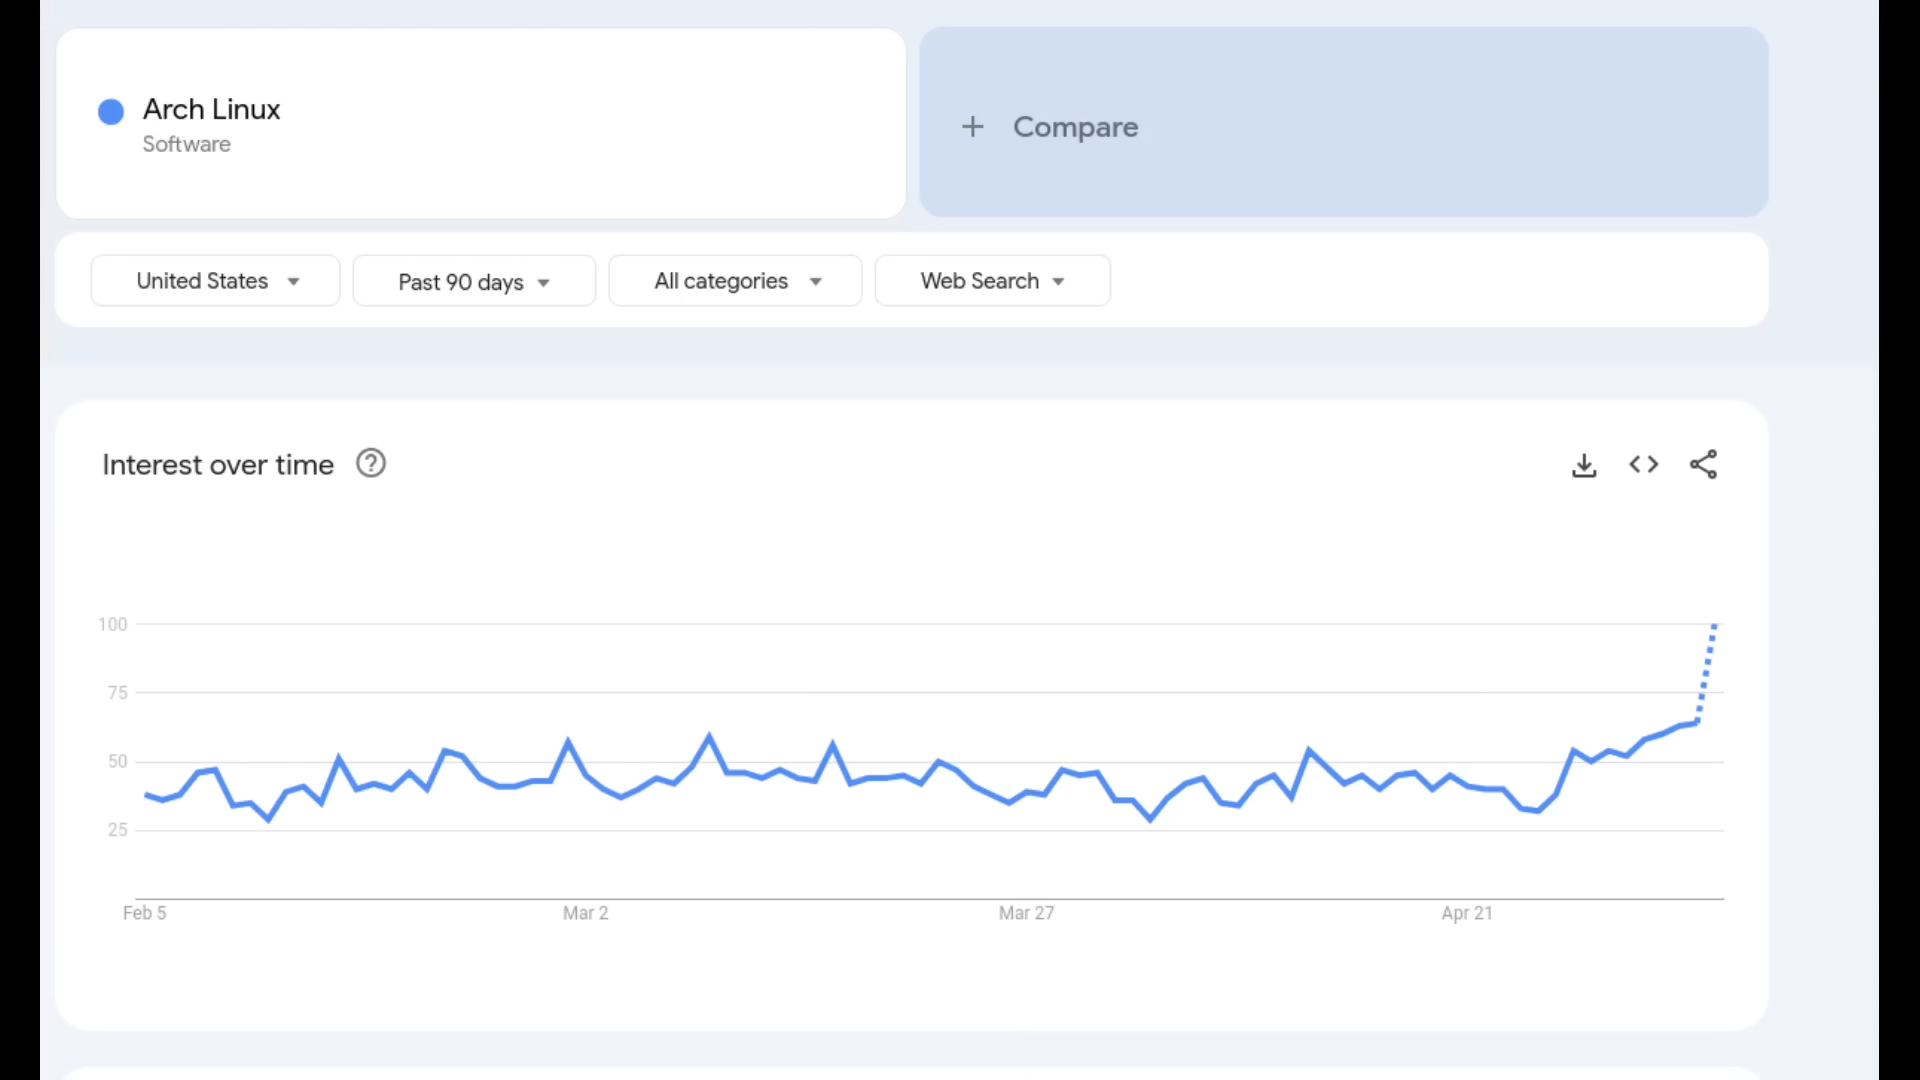 Arch Linux
Software
+ Compare
United States
Past 90 days
All categories
Web Search
Interest over time
100
75
50
25
Feb 5
Mar 2
Mar 27
Apr 21